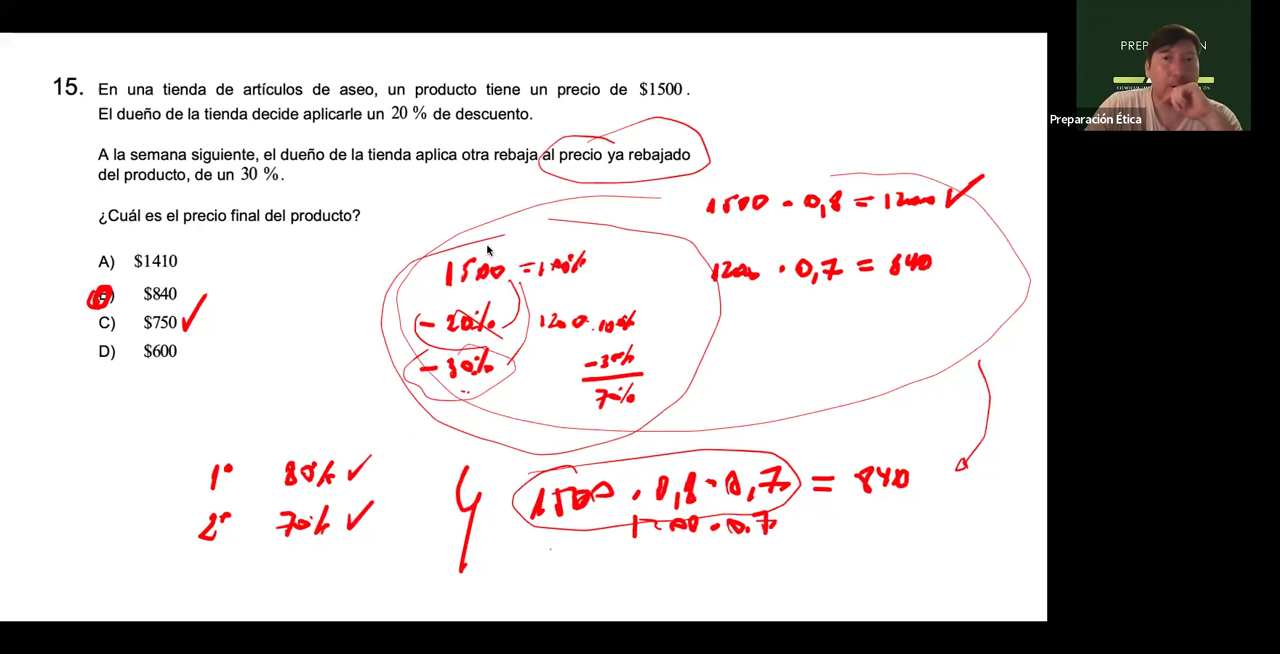 15. En una tienda de artículos de aseo, un producto tiene un precio de $1500.
El dueño de la tienda decide aplicarle un 20 % de descuento.
A la semana siguiente, el dueño de la tienda aplica otra rebaja al precio ya rebajado
del producto, de un 30 %.
¿Cuál es el precio final del producto?
A) $1410
$840
C) $750 ✓
D) $600
1500 · 0,8 = 1200 ✓
1200 · 0,7 = 840
1500 = 100%
- 20%
- 30%
1200 · 100%
- 30%
70%
1° 80% ✓
2° 70% ✓
1500 · 0,8 · 0,7 = 840
1200 · 0,7
PREP
N
Preparación Ética